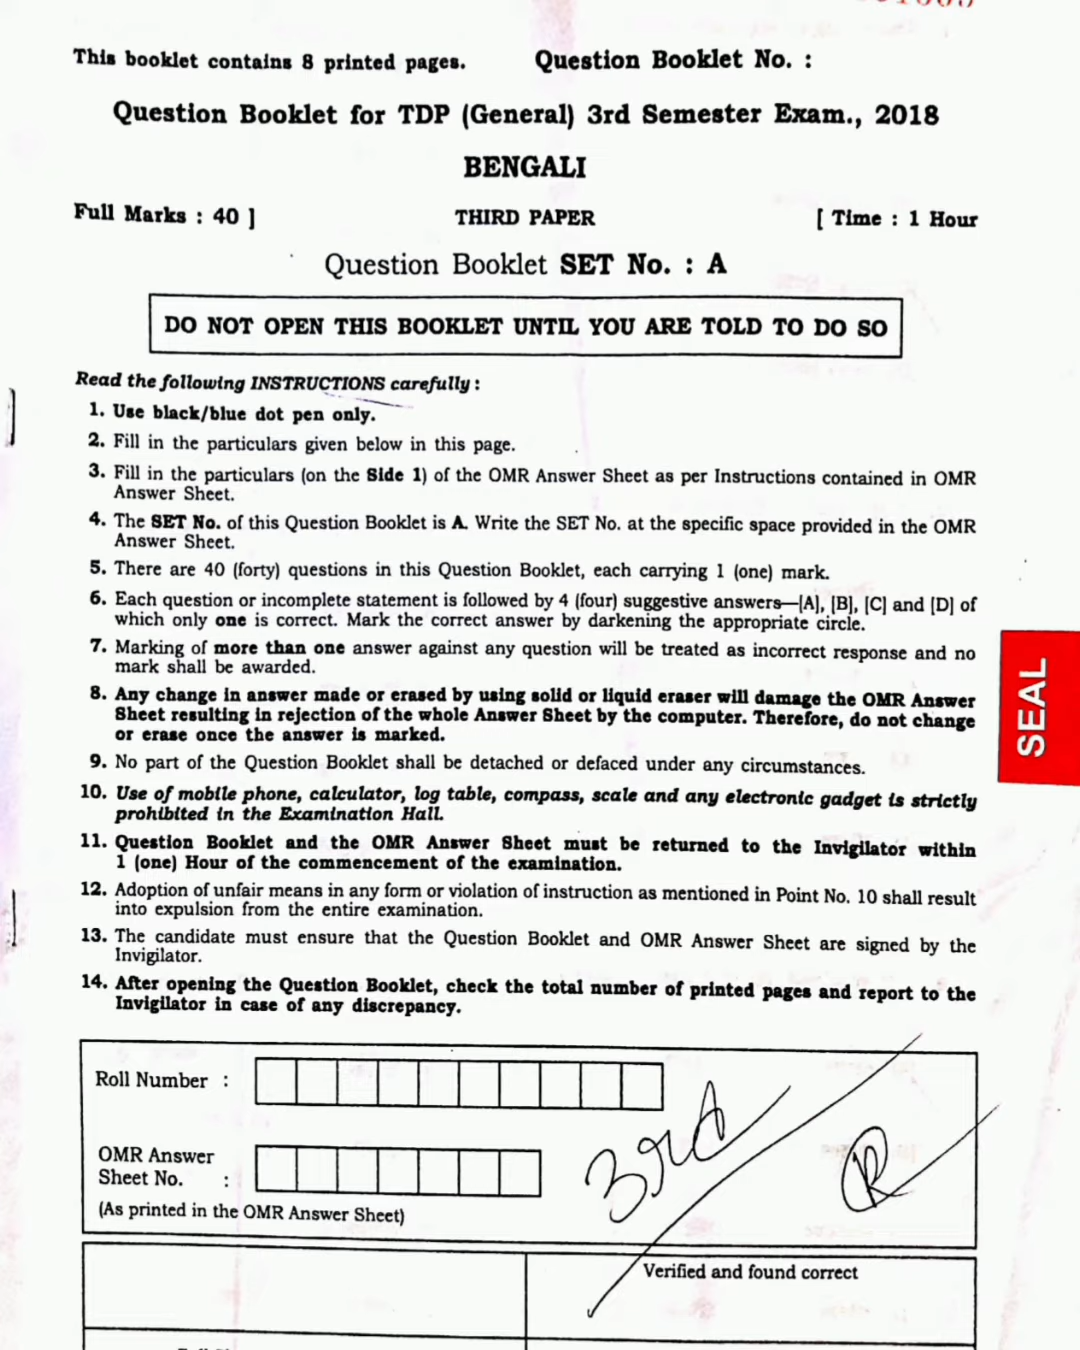 This booklet contains 8 printed pages. Question Booklet No. :
Question Booklet for TDP (General) 3rd Semester Exam., 2018
BENGALI
Full Marks : 40 ] THIRD PAPER [ Time : 1 Hour
Question Booklet SET No. : A
DO NOT OPEN THIS BOOKLET UNTIL YOU ARE TOLD TO DO SO
Read the following INSTRUCTIONS carefully :
1. Use black/blue dot pen only.
2. Fill in the particulars given below in this page.
3. Fill in the particulars (on the Side 1) of the OMR Answer Sheet as per Instructions contained in OMR
Answer Sheet.
4. The SET No. of this Question Booklet is A. Write the SET No. at the specific space provided in the OMR
Answer Sheet.
5. There are 40 (forty) questions in this Question Booklet, each carrying 1 (one) mark.
6. Each question or incomplete statement is followed by 4 (four) suggestive answers—[A], [B], [C] and [D] of
which only one is correct. Mark the correct answer by darkening the appropriate circle.
7. Marking of more than one answer against any question will be treated as incorrect response and no
mark shall be awarded.
8. Any change in answer made or erased by using solid or liquid eraser will damage the OMR Answer
Sheet resulting in rejection of the whole Answer Sheet by the computer. Therefore, do not change
or erase once the answer is marked.
9. No part of the Question Booklet shall be detached or defaced under any circumstances.
10. Use of mobile phone, calculator, log table, compass, scale and any electronic gadget is strictly
prohibited in the Examination Hall.
11. Question Booklet and the OMR Answer Sheet must be returned to the Invigilator within
1 (one) Hour of the commencement of the examination.
12. Adoption of unfair means in any form or violation of instruction as mentioned in Point No. 10 shall result
into expulsion from the entire examination.
13. The candidate must ensure that the Question Booklet and OMR Answer Sheet are signed by the
Invigilator.
14. After opening the Question Booklet, check the total number of printed pages and report to the
Invigilator in case of any discrepancy.
SEAL
Roll Number :
OMR Answer
Sheet No. :
(As printed in the OMR Answer Sheet)
3rd
R
Verified and found correct